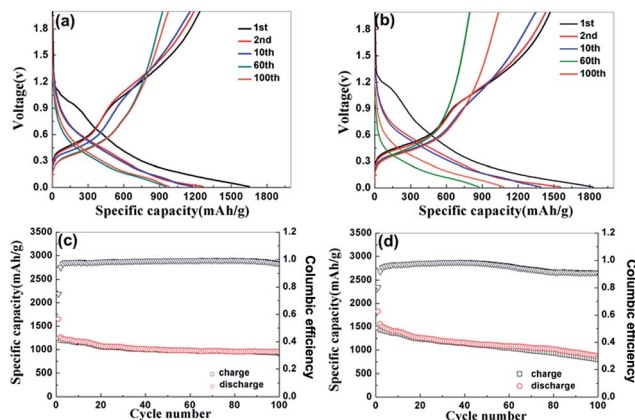 (a)
1st
2nd
10th
60th
100th
Voltage(v)
1.8
1.5
1.2
0.9
0.6
0.3
0.0
0 300 600 900 1200 1500 1800
Specific capacity(mAh/g)
(b)
1st
2nd
10th
60th
100th
Voltage(v)
1.8
1.5
1.2
0.9
0.6
0.3
0.0
0 300 600 900 1200 1500 1800
Specific capacity(mAh/g)
(c)
Specific capacity(mAh/g)
3500
3000
2500
2000
1500
1000
500
0
1.2
1.0
0.8
0.6
0.4
0.2
0.0
Columbic efficiency
charge
discharge
0 20 40 60 80 100
Cycle number
(d)
Specific capacity(mAh/g)
3500
3000
2500
2000
1500
1000
500
0
1.2
1.0
0.8
0.6
0.4
0.2
0.0
Columbic efficiency
charge
discharge
0 20 40 60 80 100
Cycle number